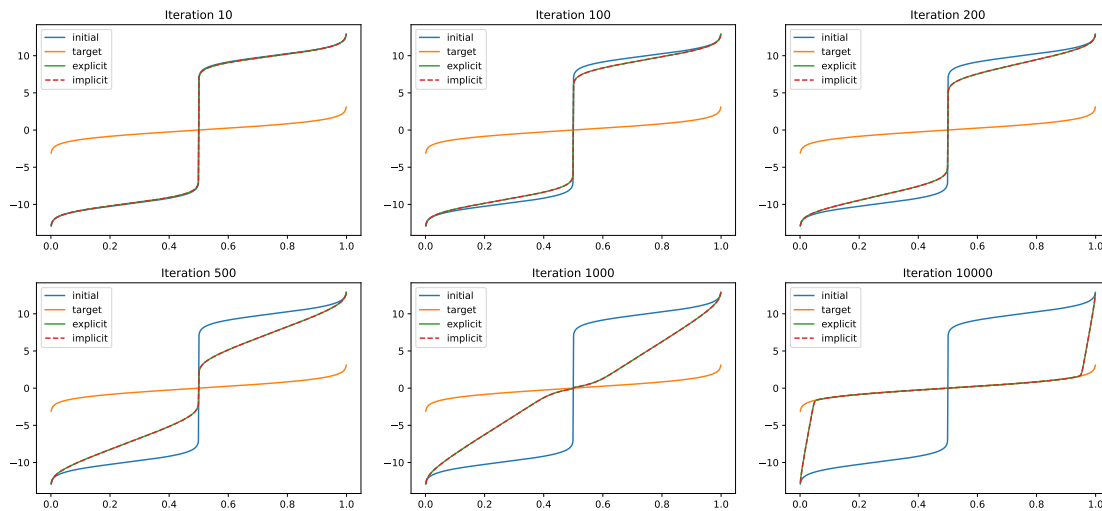 Iteration 10
initial
target
explicit
implicit
10
5
0
−5
−10
0.0 0.2 0.4 0.6 0.8 1.0
Iteration 100
initial
target
explicit
implicit
10
5
0
−5
−10
0.0 0.2 0.4 0.6 0.8 1.0
Iteration 200
initial
target
explicit
implicit
10
5
0
−5
−10
0.0 0.2 0.4 0.6 0.8 1.0
Iteration 500
initial
target
explicit
implicit
10
5
0
−5
−10
0.0 0.2 0.4 0.6 0.8 1.0
Iteration 1000
initial
target
explicit
implicit
10
5
0
−5
−10
0.0 0.2 0.4 0.6 0.8 1.0
Iteration 10000
initial
target
explicit
implicit
10
5
0
−5
−10
0.0 0.2 0.4 0.6 0.8 1.0